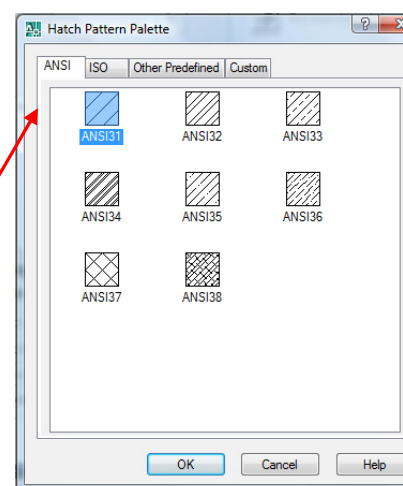 Hatch Pattern Palette
ANSI ISO Other Predefined Custom
ANSI31 ANSI32 ANSI33
ANSI34 ANSI35 ANSI36
ANSI37 ANSI38
OK Cancel Help